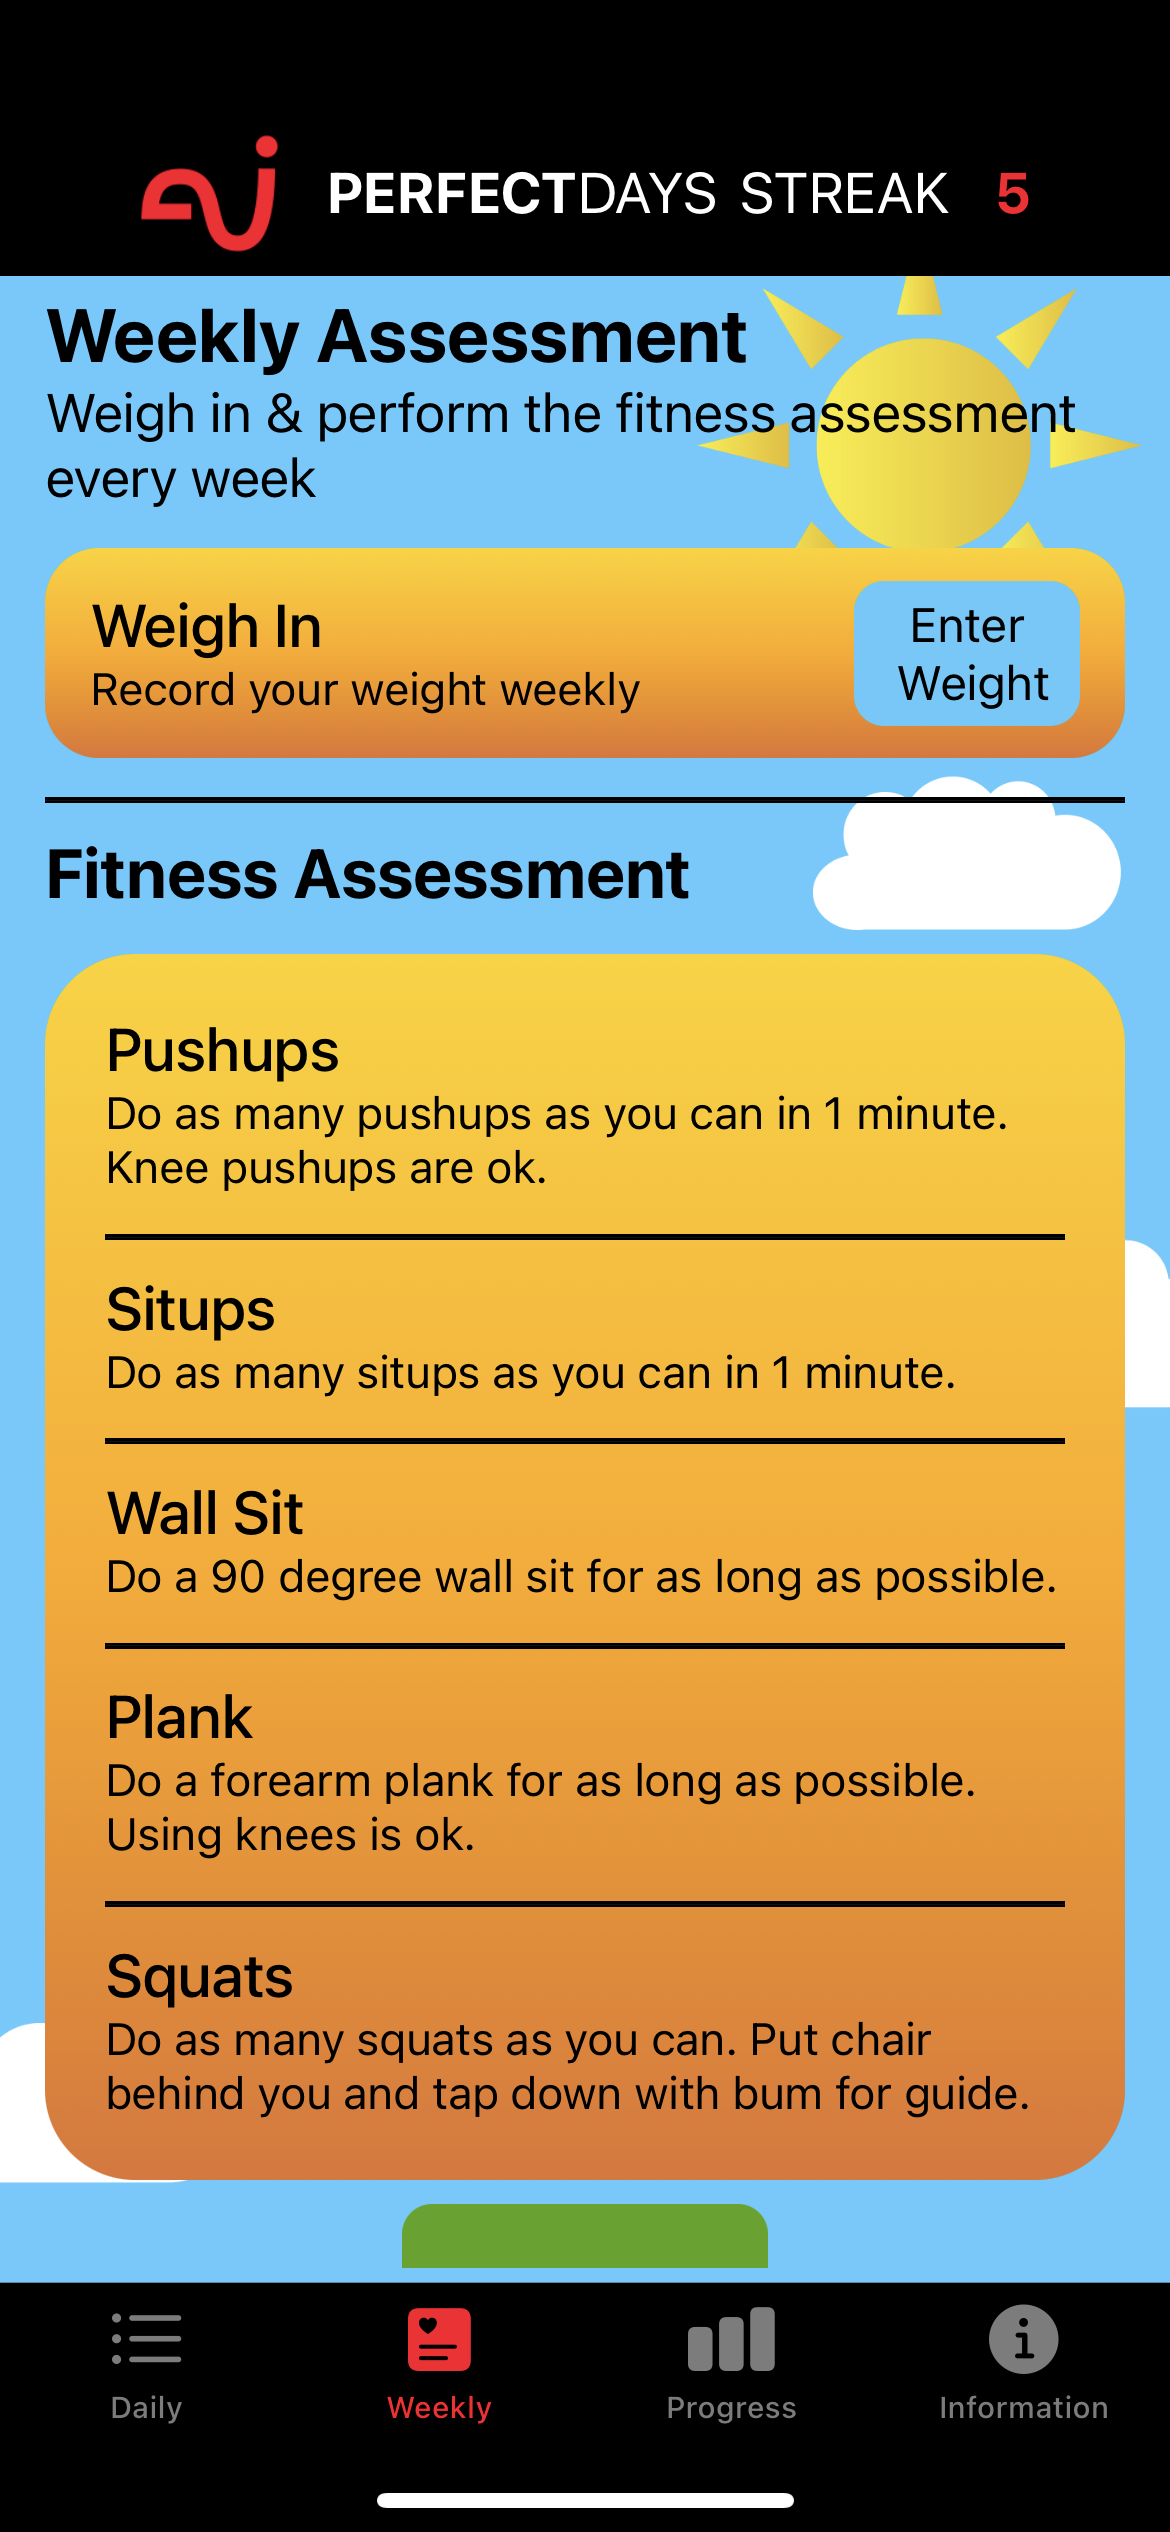 PERFECTDAYS STREAK 5
Weekly Assessment
Weigh in & perform the fitness assessment
every week
Weigh In
Record your weight weekly
Enter
Weight
Fitness Assessment
Pushups
Do as many pushups as you can in 1 minute.
Knee pushups are ok.
Situps
Do as many situps as you can in 1 minute.
Wall Sit
Do a 90 degree wall sit for as long as possible.
Plank
Do a forearm plank for as long as possible.
Using knees is ok.
Squats
Do as many squats as you can. Put chair
behind you and tap down with bum for guide.
Daily
Weekly
Progress
Information